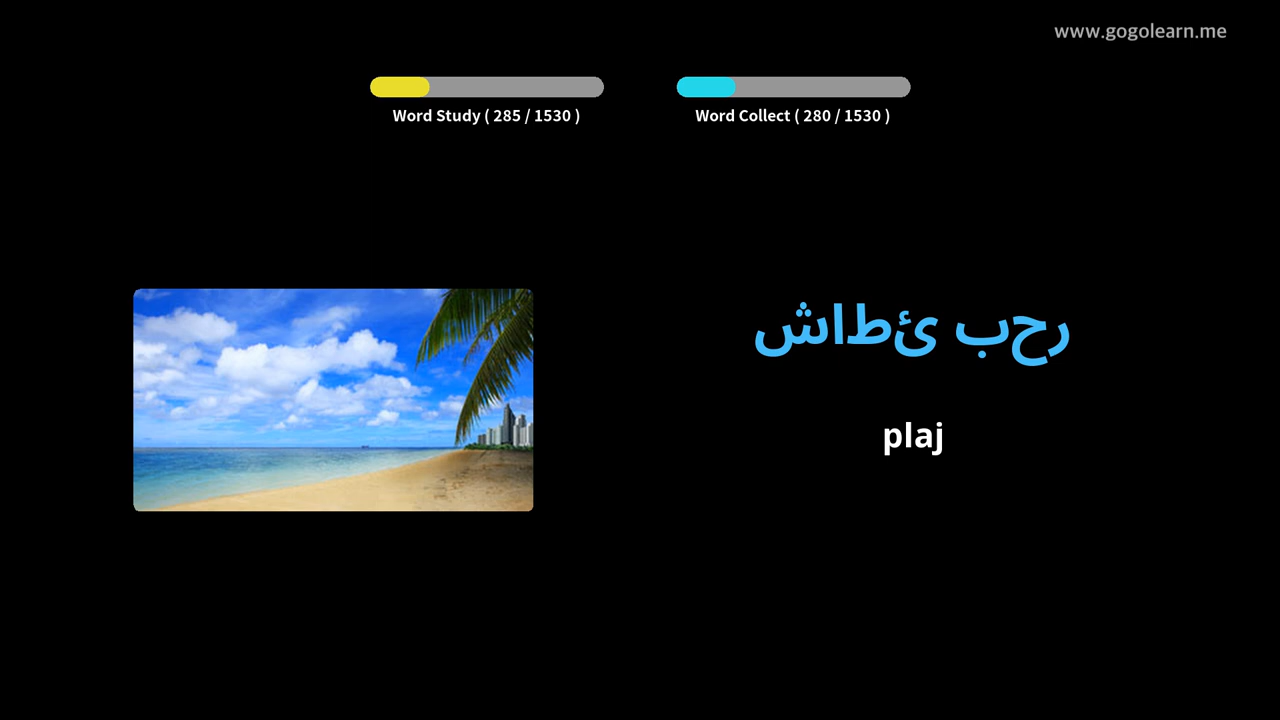 www.gogolearn.me
Word Study ( 285 / 1530 )
Word Collect ( 280 / 1530 )
رحب ئطاش
plaj